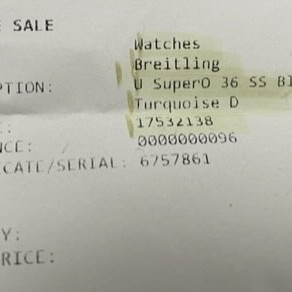 SALE
Watches
Breitling
PTION: U SuperO 36 SS Bl
Turquoise D
: 17532138
NCE: 0000000096
CATE/SERIAL: 6757861
Y:
RICE: